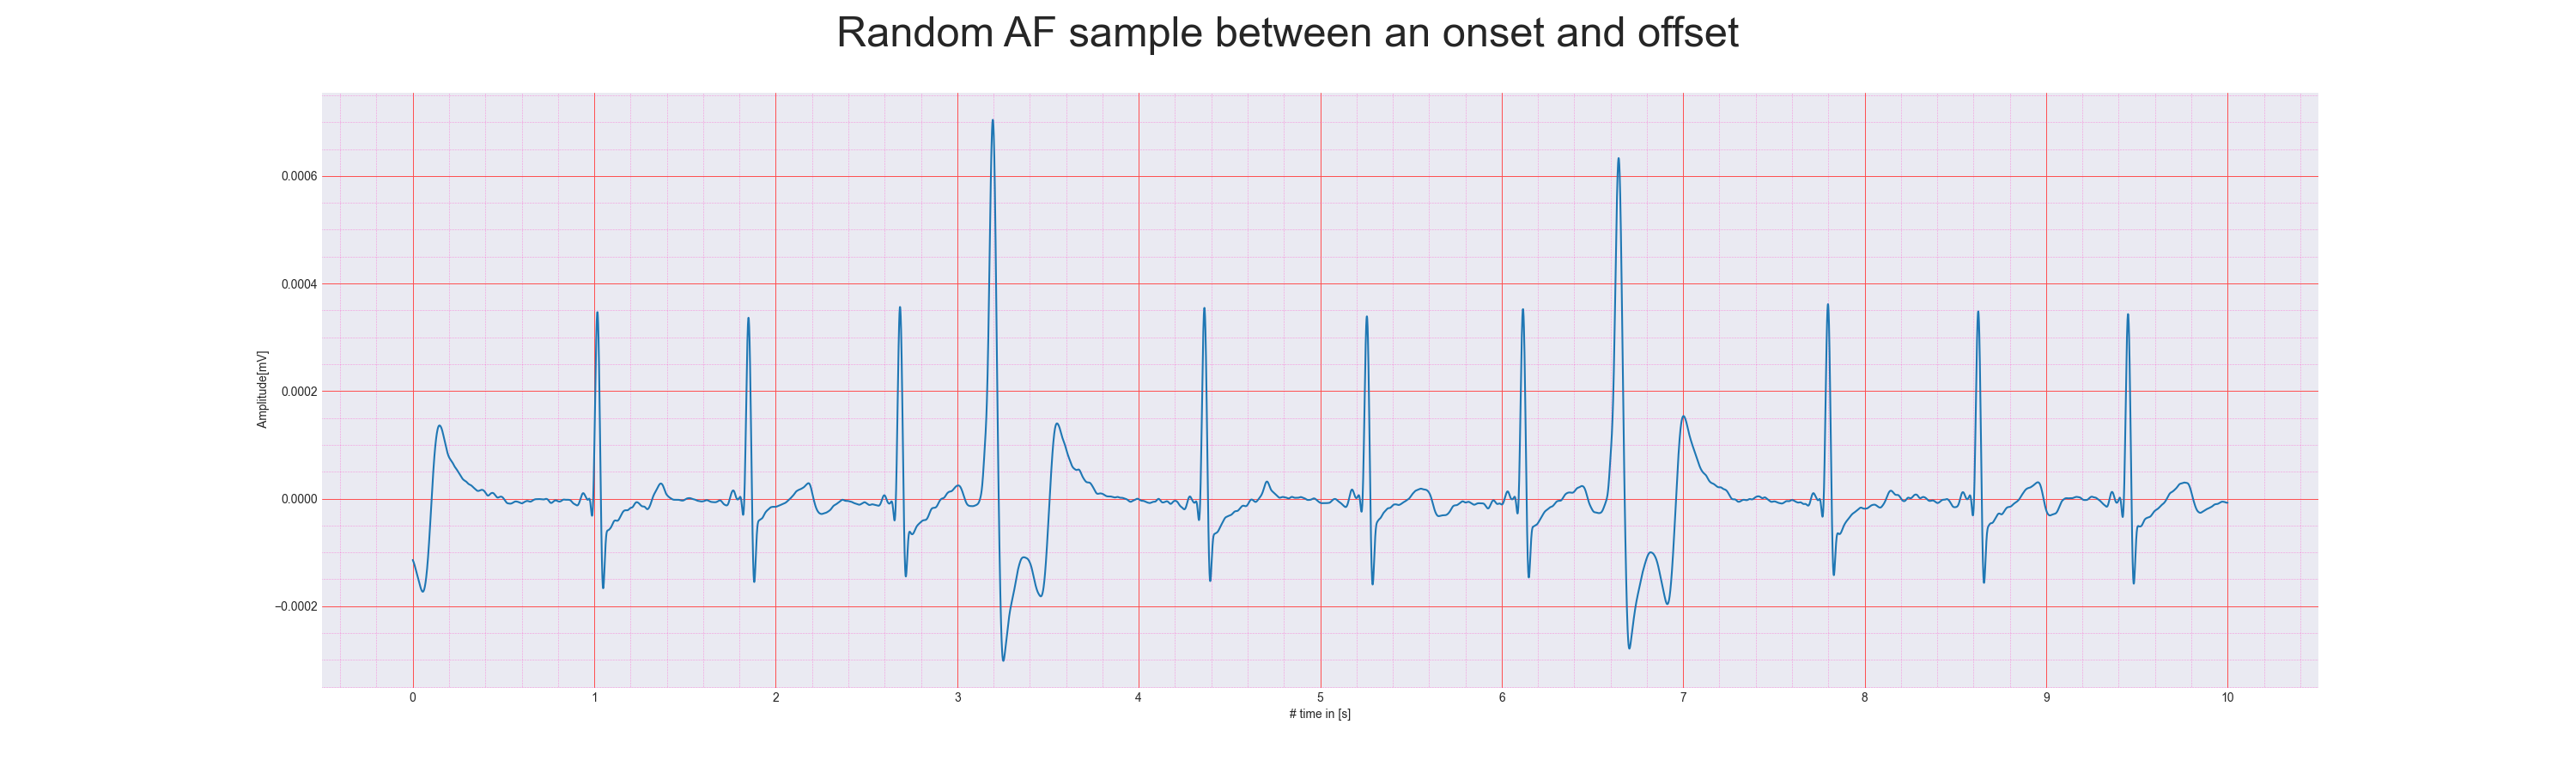 Random AF sample between an onset and offset
0.0006
0.0004
0.0002
0.0000
−0.0002
Amplitude[mV]
0 1 2 3 4 5 6 7 8 9 10
# time in [s]